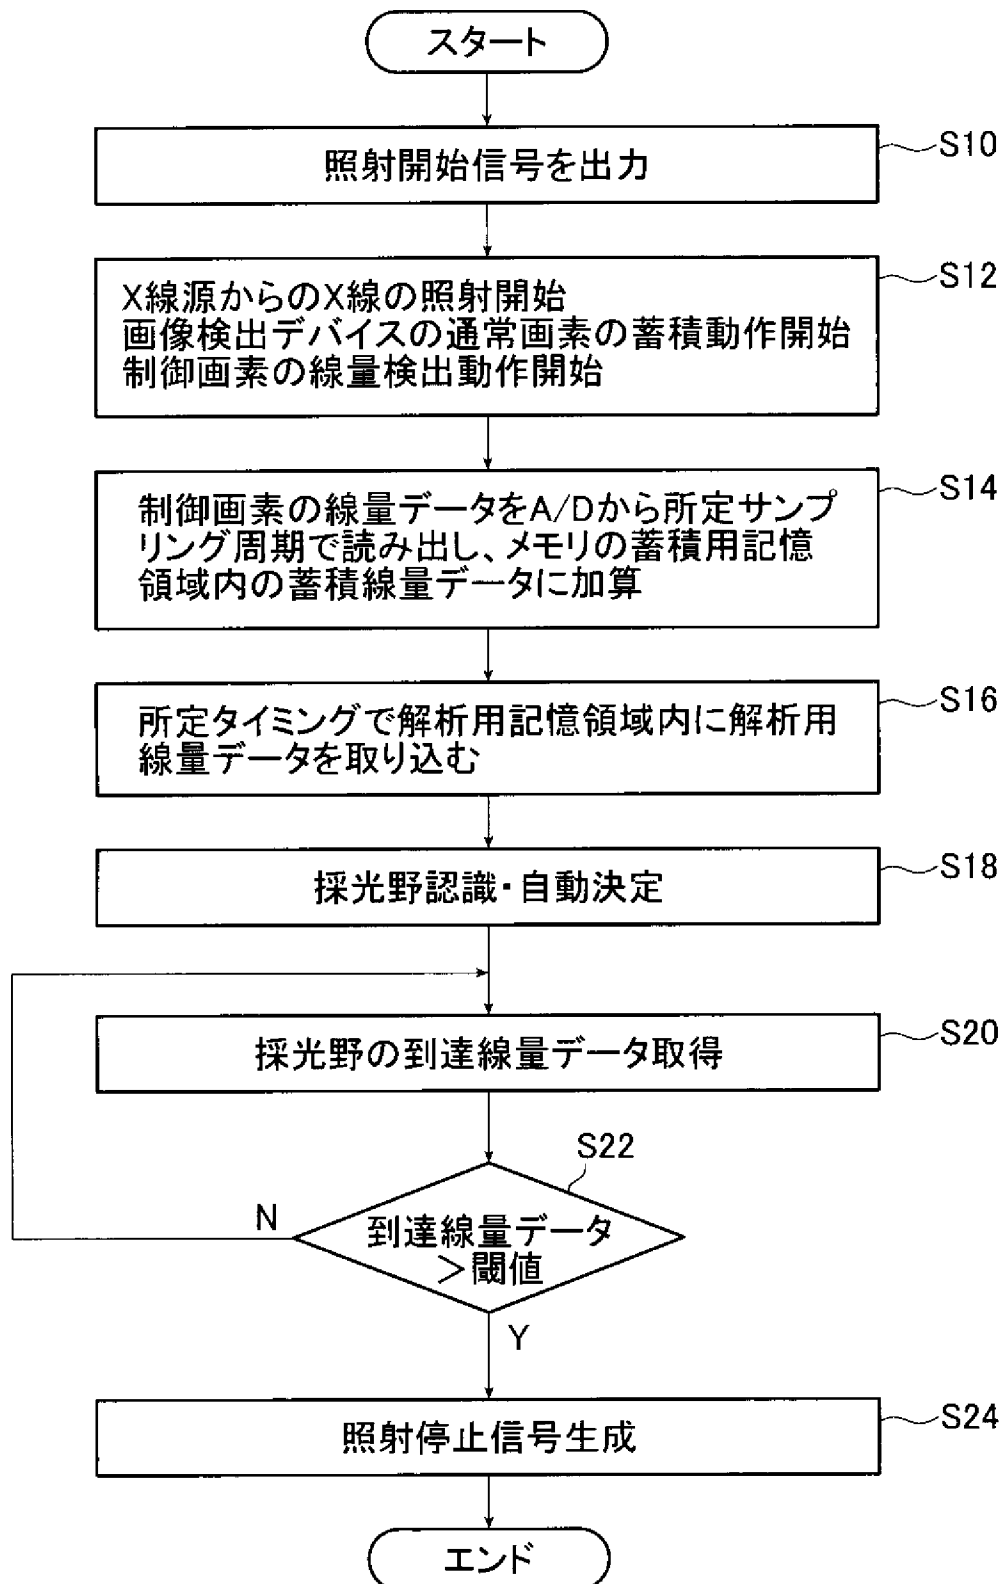 スタート
照射開始信号を出力
S10
X線源からのX線の照射開始
画像検出デバイスの通常画素の蓄積動作開始
制御画素の線量検出動作開始
S12
制御画素の線量データをA/Dから所定サンプ
リング周期で読み出し、メモリの蓄積用記憶
領域内の蓄積線量データに加算
S14
所定タイミングで解析用記憶領域内に解析用
線量データを取り込む
S16
採光野認識・自動決定
S18
採光野の到達線量データ取得
S20
S22
到達線量データ
＞閾値
N
Y
照射停止信号生成
S24
エンド